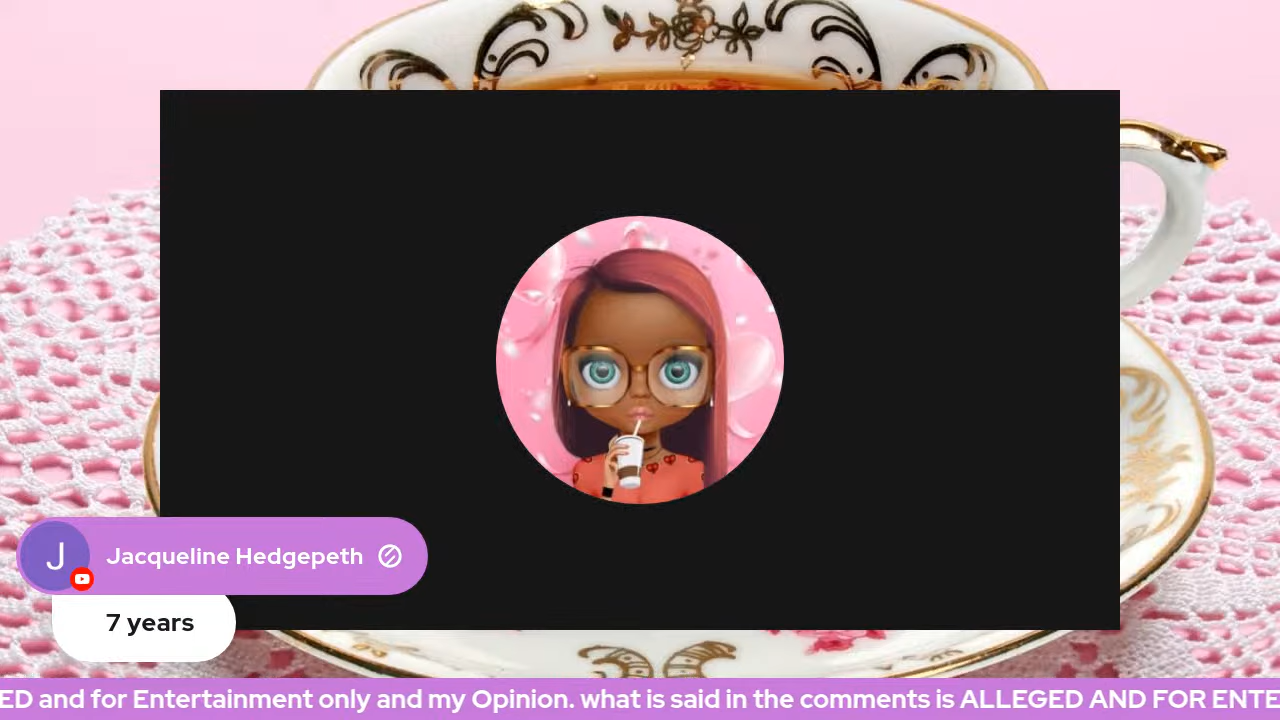 J
Jacqueline Hedgepeth
7 years
ED and for Entertainment only and my Opinion. what is said in the comments is ALLEGED AND FOR ENTE